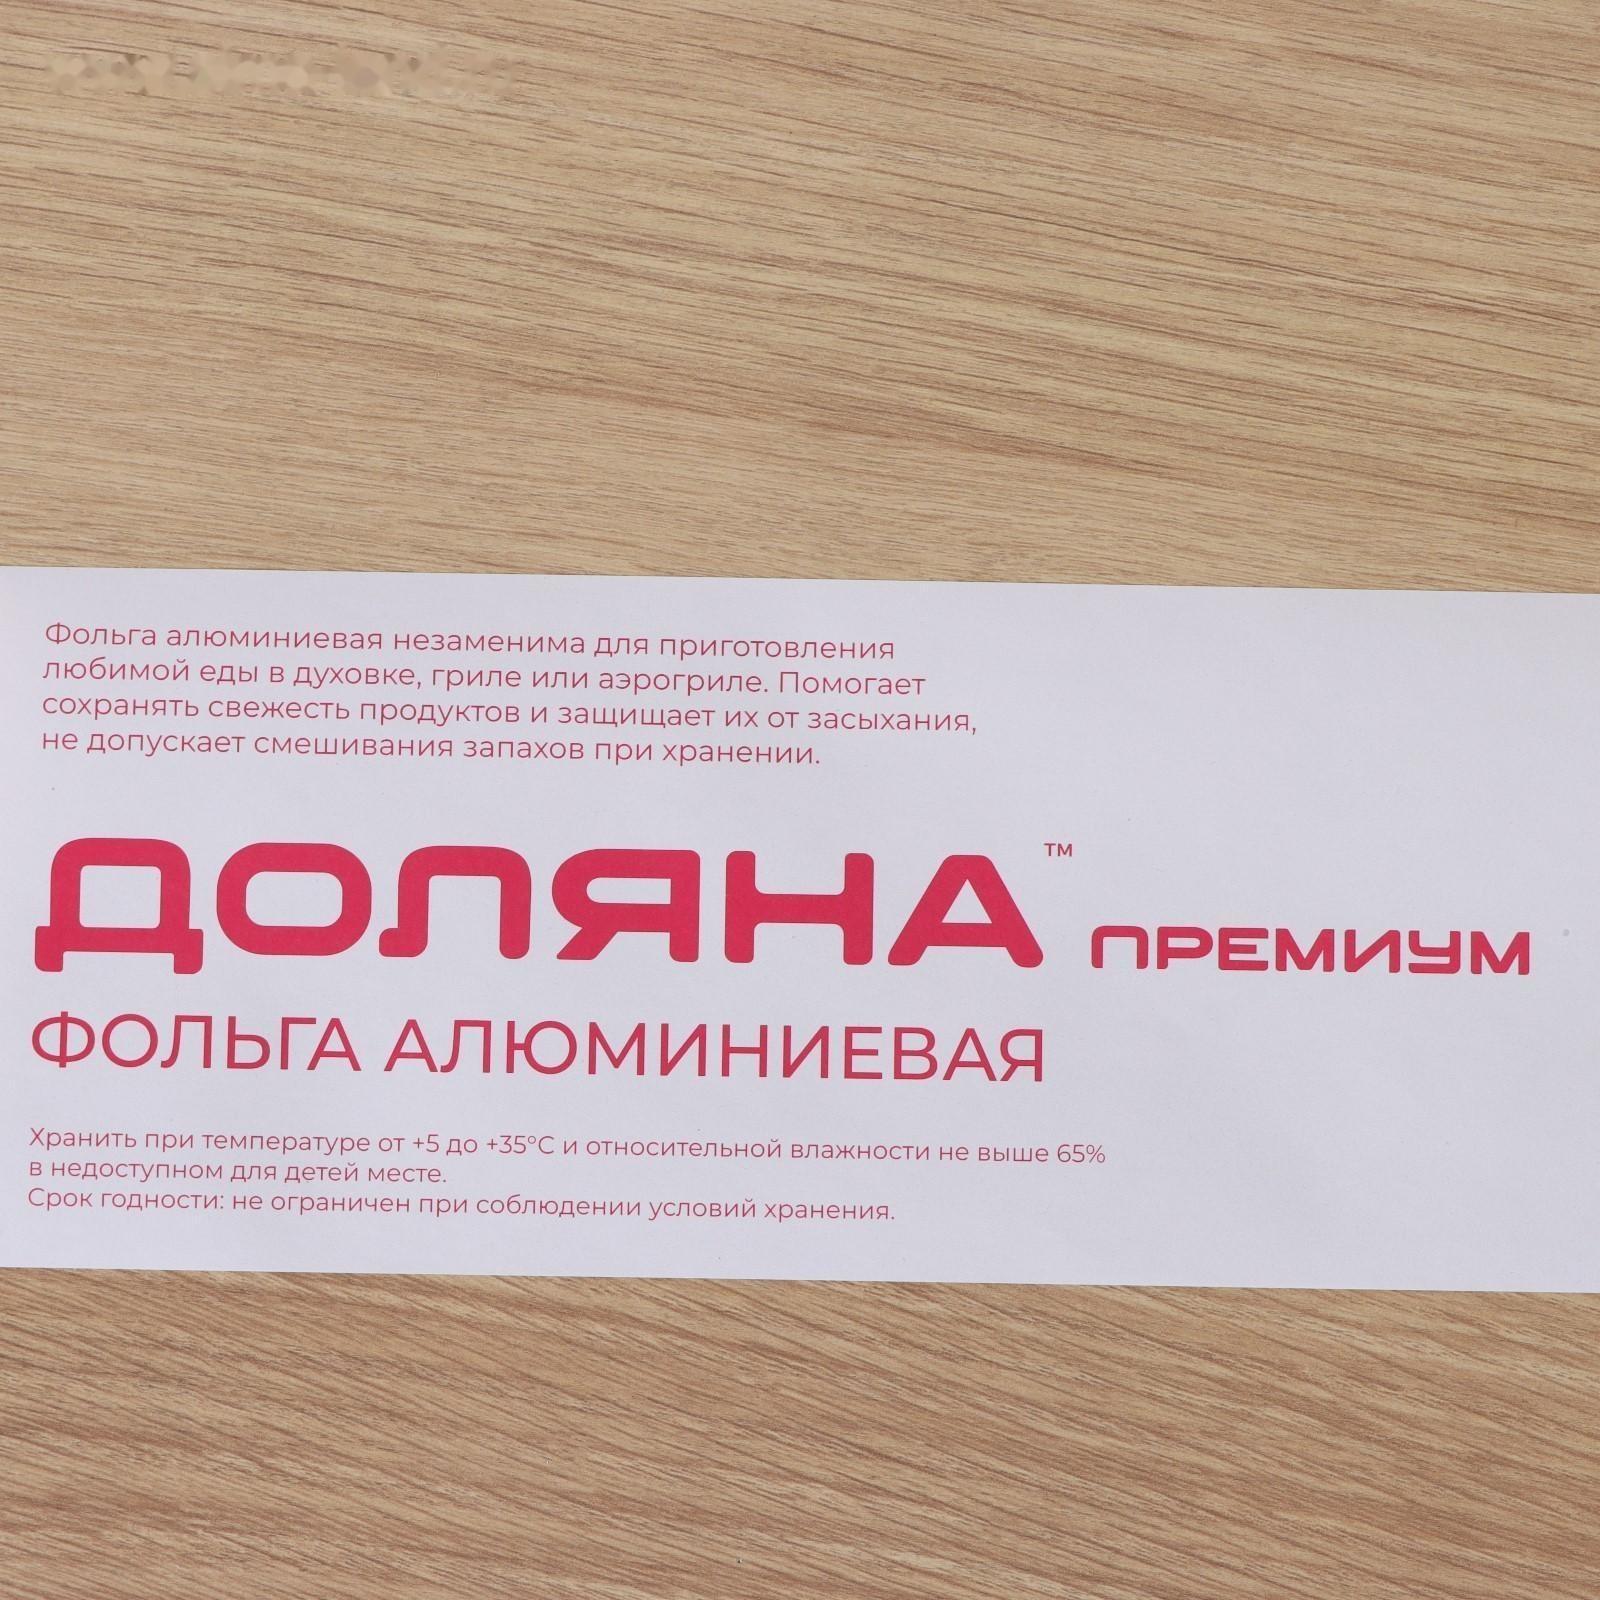 Фольга алюминиевая незаменима для приготовления
любимой еды в духовке, гриле или аэрогриле. Помогает
сохранять свежесть продуктов и защищает их от засыхания,
не допускает смешивания запахов при хранении.
ДОЛЯНА™ ПРЕМИУМ
ФОЛЬГА АЛЮМИНИЕВАЯ
Хранить при температуре от +5 до +35°С и относительной влажности не выше 65%
в недоступном для детей месте.
Срок годности: не ограничен при соблюдении условий хранения.